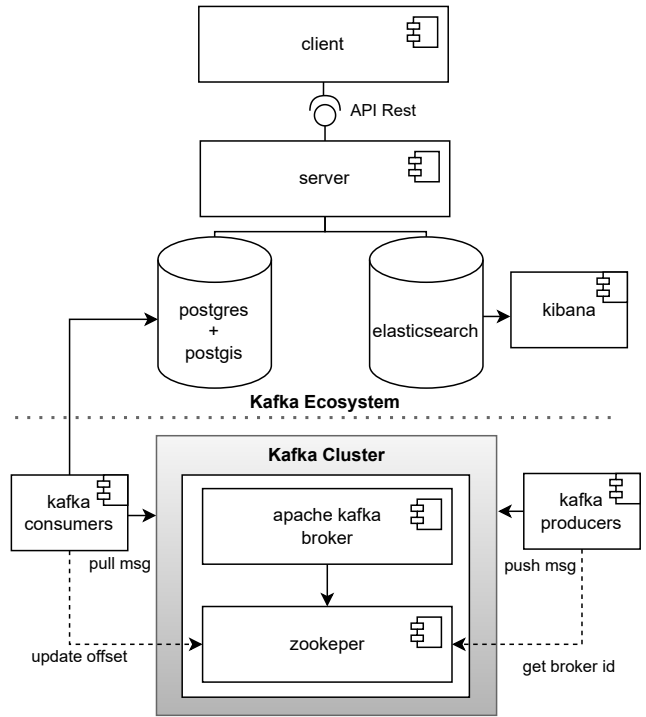 client
API Rest
server
postgres
+
postgis
elasticsearch
kibana
Kafka Ecosystem
Kafka Cluster
kafka
consumers
apache kafka
broker
kafka
producers
pull msg
push msg
zookeper
update offset
get broker id